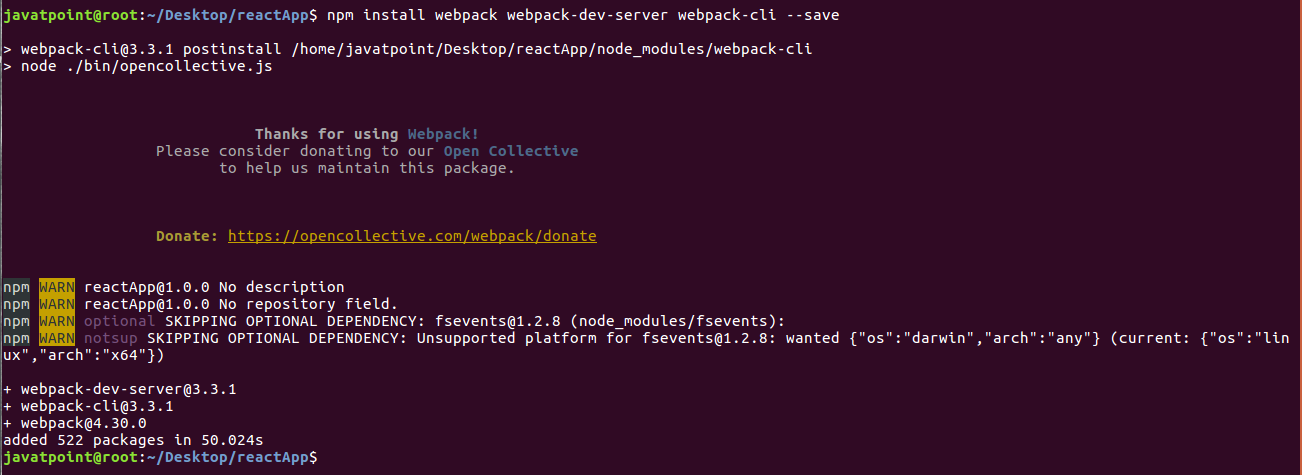 javatpoint@root:~/Desktop/reactApp$ npm install webpack webpack-dev-server webpack-cli --save
> webpack-cli@3.3.1 postinstall /home/javatpoint/Desktop/reactApp/node_modules/webpack-cli
> node ./bin/opencollective.js
Thanks for using Webpack!
Please consider donating to our Open Collective
to help us maintain this package.
Donate: https://opencollective.com/webpack/donate
npm WARN reactApp@1.0.0 No description
npm WARN reactApp@1.0.0 No repository field.
npm WARN optional SKIPPING OPTIONAL DEPENDENCY: fsevents@1.2.8 (node_modules/fsevents):
npm WARN notsup SKIPPING OPTIONAL DEPENDENCY: Unsupported platform for fsevents@1.2.8: wanted {"os":"darwin","arch":"any"} (current: {"os":"lin
ux","arch":"x64"})
+ webpack-dev-server@3.3.1
+ webpack-cli@3.3.1
+ webpack@4.30.0
added 522 packages in 50.024s
javatpoint@root:~/Desktop/reactApp$